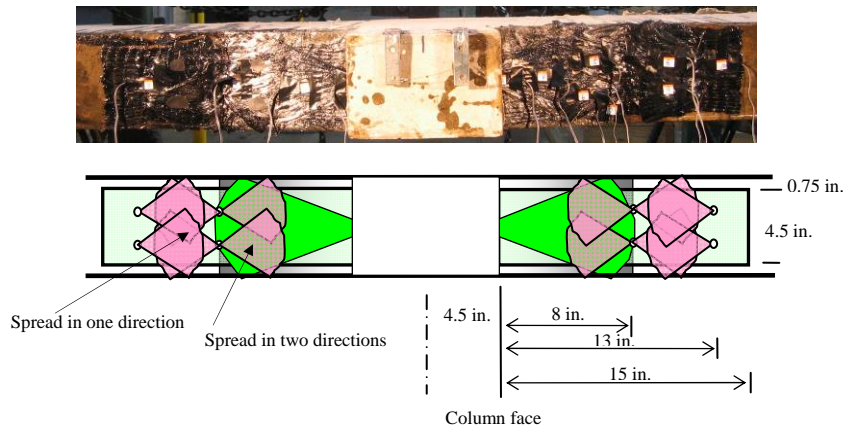 0.75 in.
4.5 in.
Spread in one direction
Spread in two directions
4.5 in.
8 in.
13 in.
15 in.
Column face